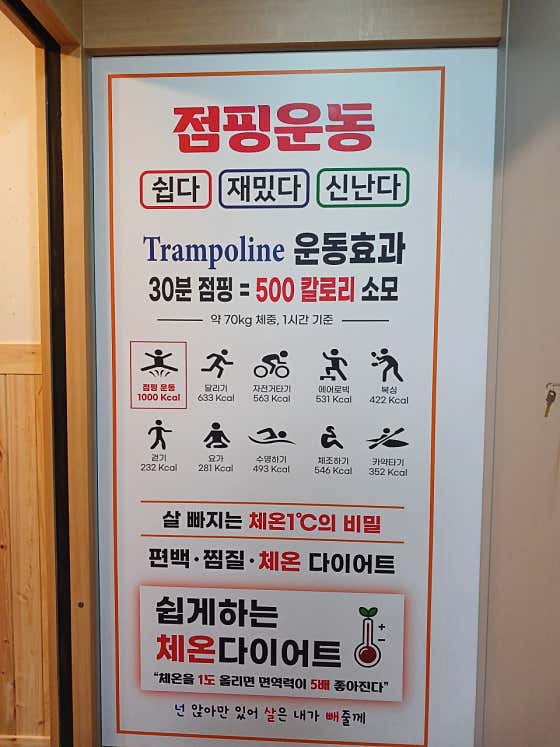 점핑운동
쉽다 재밌다 신난다
Trampoline 운동효과
30분 점핑 = 500 칼로리 소모
약 70kg 체중, 1시간 기준
점핑 운동 달리기 자전거타기 에어로빅 복싱
1000 Kcal 633 Kcal 563 Kcal 531 Kcal 422 Kcal
걷기 요가 수영하기 체조하기 카약타기
232 Kcal 281 Kcal 493 Kcal 546 Kcal 352 Kcal
살 빠지는 체온1℃의 비밀
편백·찜질·체온 다이어트
쉽게하는
체온다이어트
+
−
“체온을 1도 올리면 면역력이 5배 좋아진다”
넌 앉아만 있어 살은 내가 빼줄께